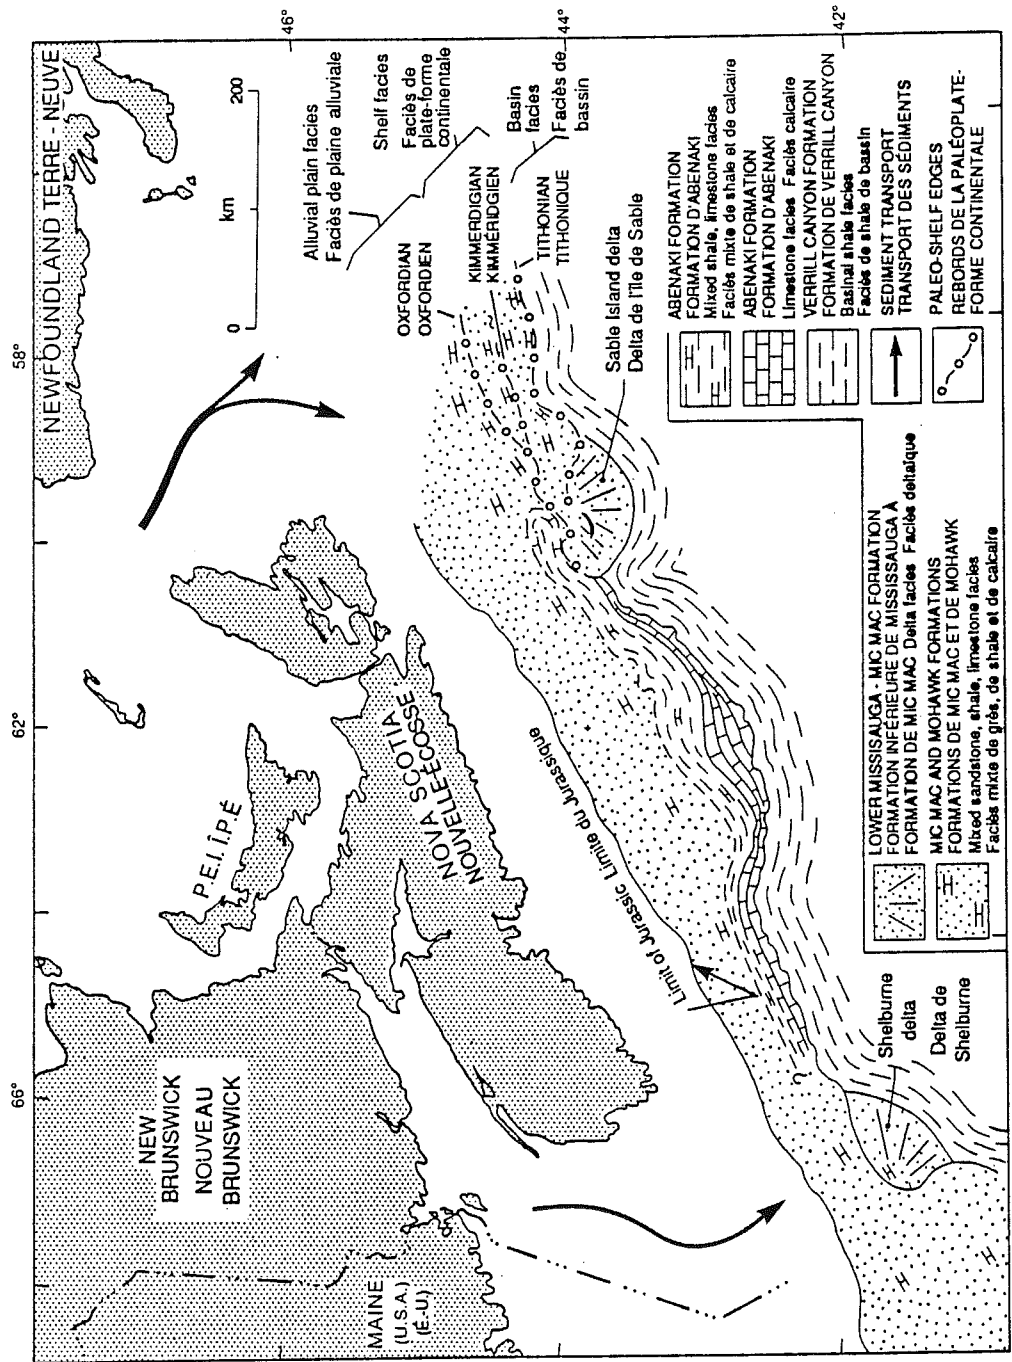 66°
62°
58°
46°
44°
42°
NEWFOUNDLAND TERRE - NEUVE
NEW
BRUNSWICK
NOUVEAU
BRUNSWICK
P.E.I. Î.P.É
MAINE
(U.S.A.)
(É.-U.)
NOVA SCOTIA
NOUVELLE ÉCOSSE
0 200
km
Alluvial plain facies
Faciès de plaine alluviale
Shelf facies
Faciès de
plate-forme
continentale
Basin
facies
Faciès de
bassin
OXFORDIAN
OXFORDIEN
KIMMERDIGIAN
KIMMÉRIDGIEN
TITHONIAN
TITHONIQUE
Limit of Jurassic Limite du Jurassique
Sable Island delta
Delta de l'île de Sable
Shelburne
delta
Delta de
Shelburne
?
LOWER MISSISAUGA - MIC MAC FORMATION
FORMATION INFÉRIEURE DE MISSISAUGA À
FORMATION DE MIC MAC Delta facies Faciès deltaïque
MIC MAC AND MOHAWK FORMATIONS
FORMATIONS DE MIC MAC ET DE MOHAWK
Mixed sandstone, shale, limestone facies
Faciès mixte de grès, de shale et de calcaire
ABENAKI FORMATION
FORMATION D'ABENAKI
Mixed shale, limestone facies
Faciès mixte de shale et de calcaire
ABENAKI FORMATION
FORMATION D'ABENAKI
Limestone facies Faciès calcaire
VERRILL CANYON FORMATION
FORMATION DE VERRILL CANYON
Basinal shale facies
Faciès de shale de bassin
SEDIMENT TRANSPORT
TRANSPORT DES SÉDIMENTS
PALEO-SHELF EDGES
REBORDS DE LA PALÉOPLATE-
FORME CONTINENTALE